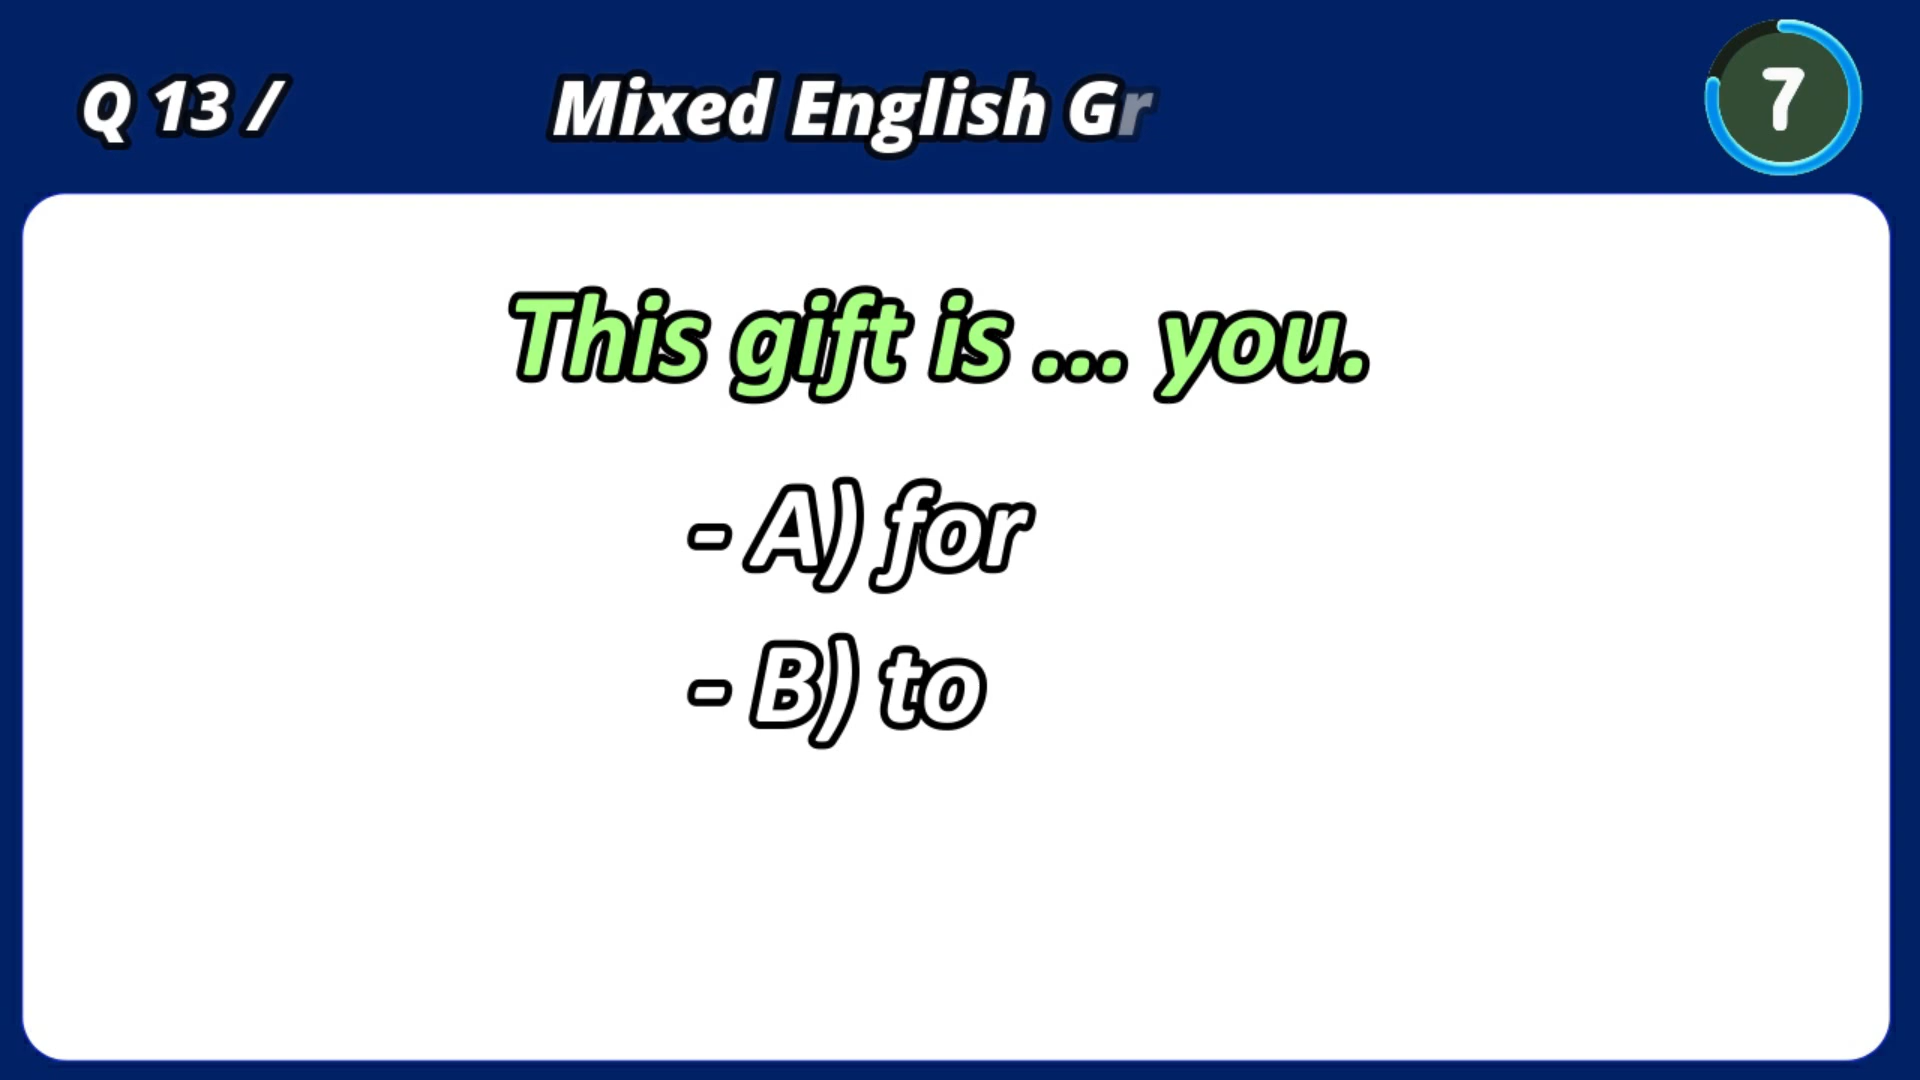 Q 13 /
Mixed English Gr
7
This gift is ... you.
- A) for
- B) to